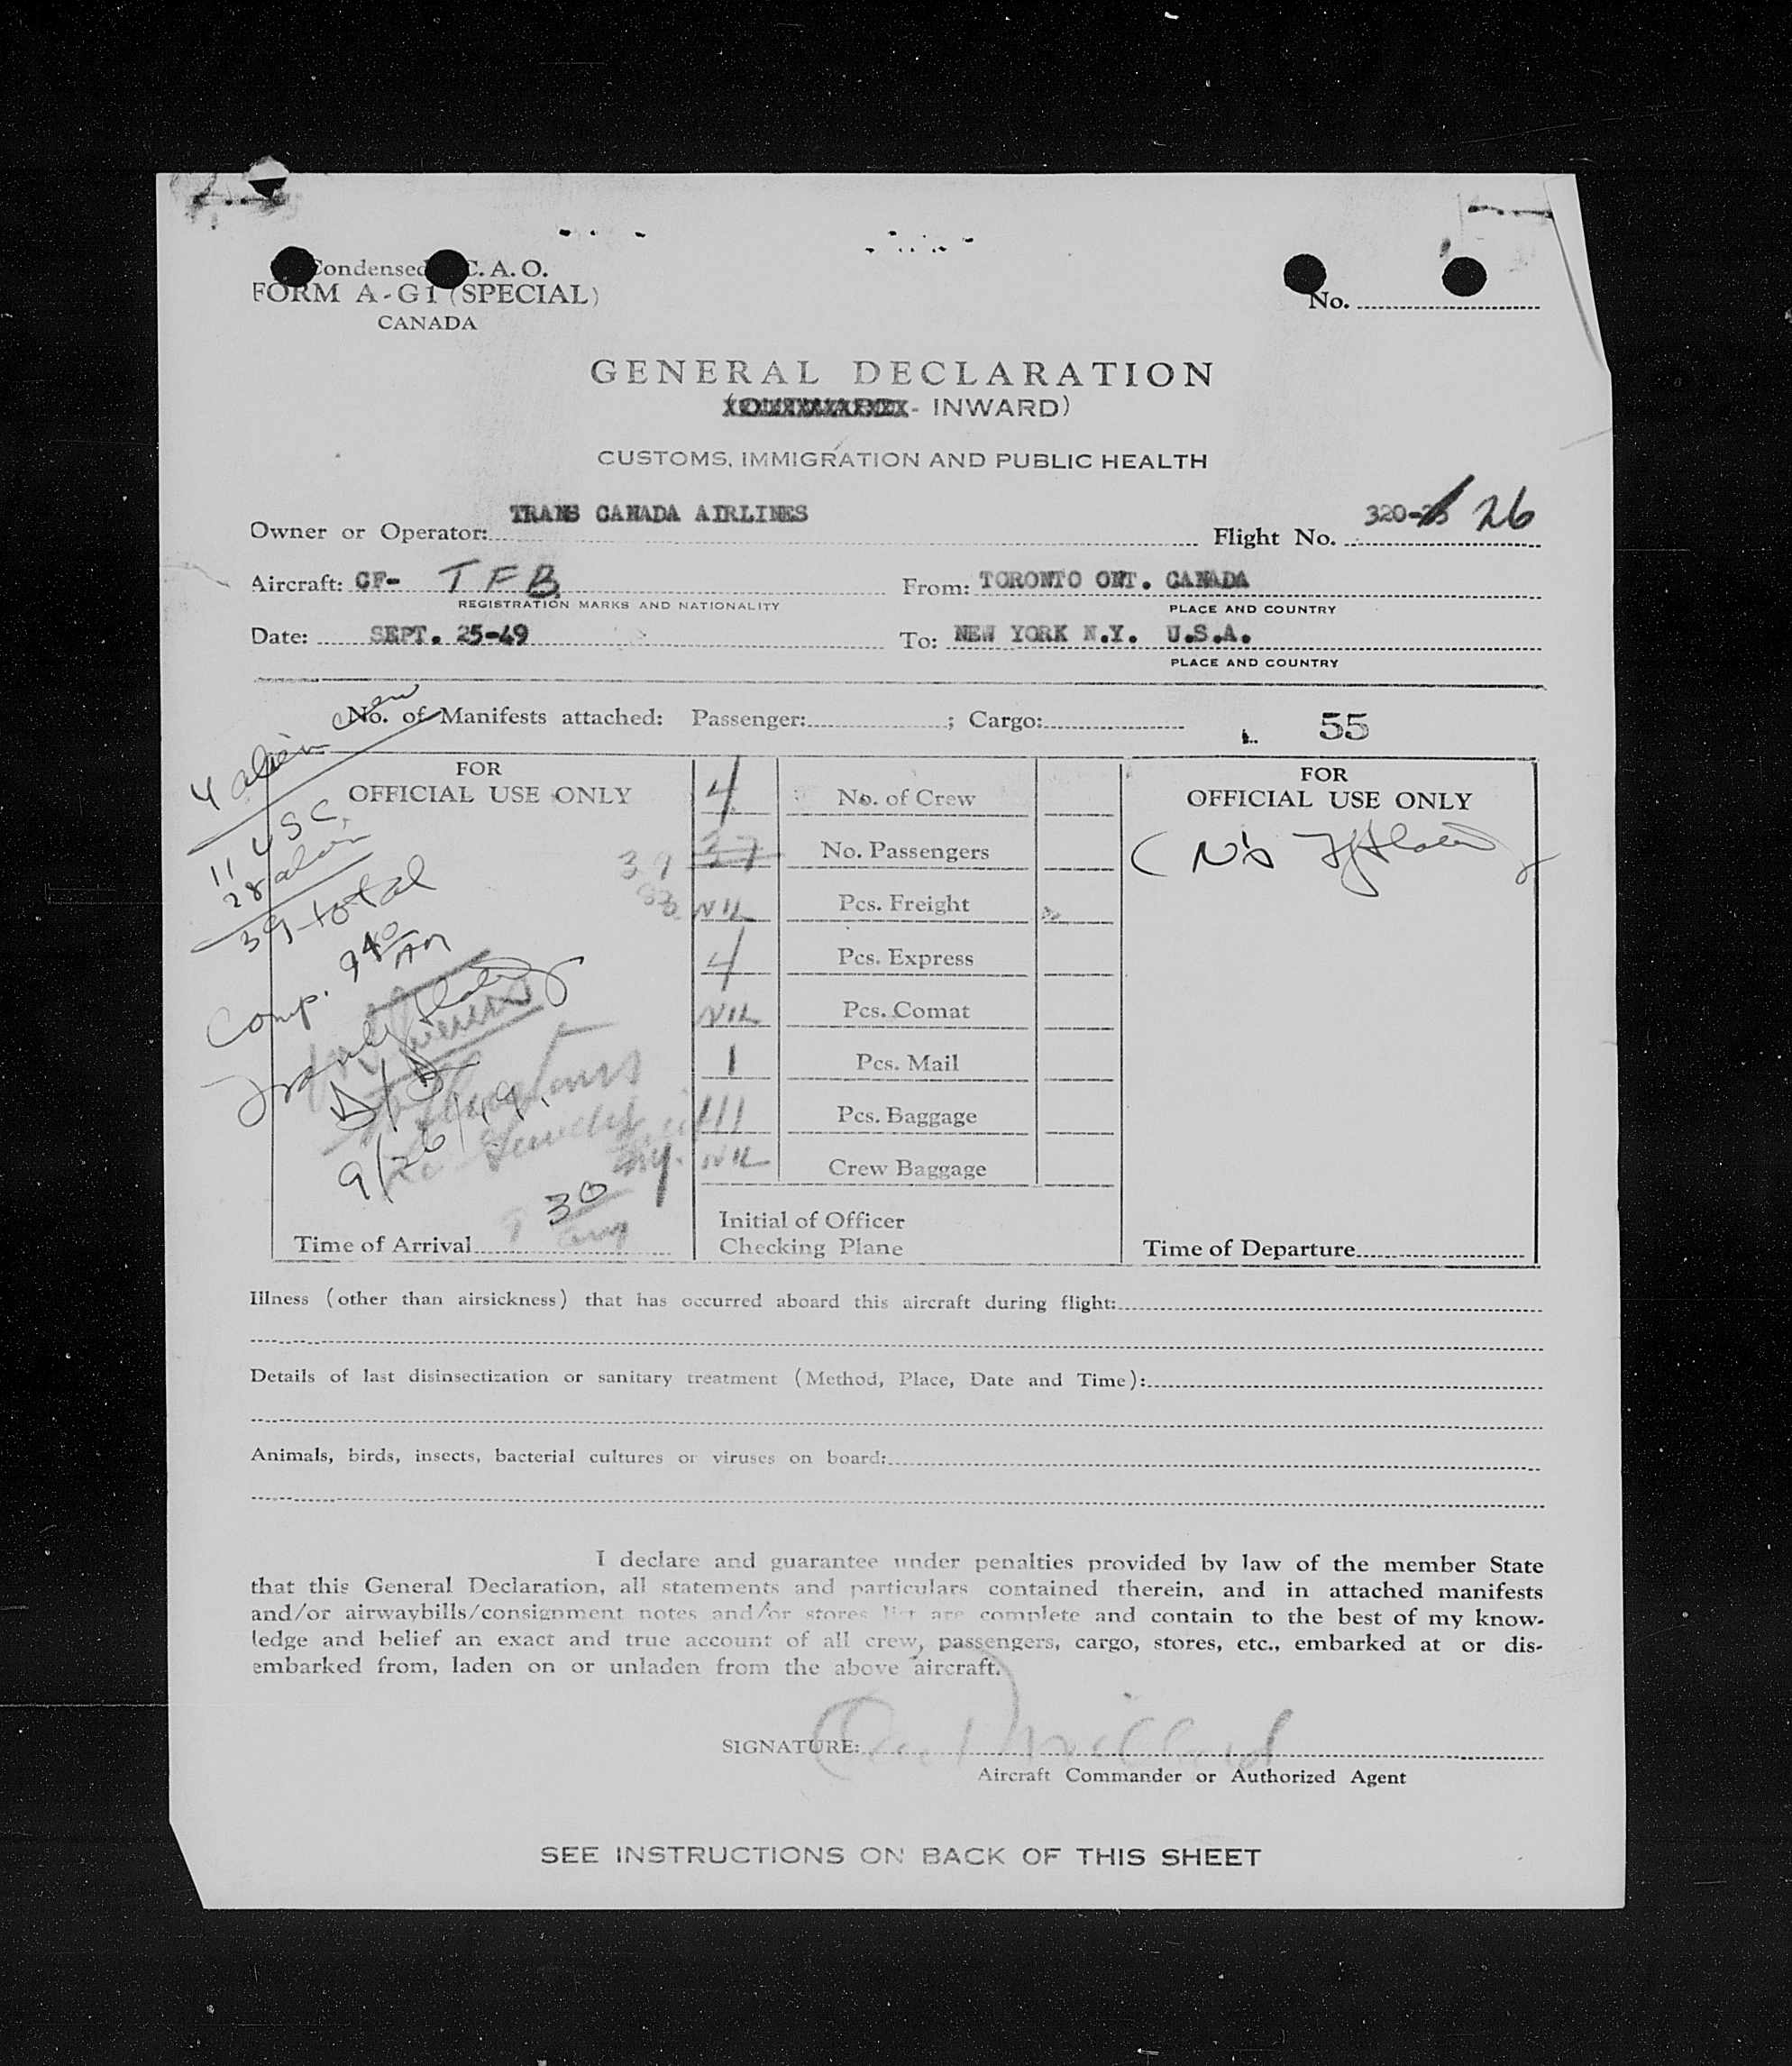 Condensed C.A.O.
FORM A-G1 (SPECIAL)
CANADA
No.
GENERAL DECLARATION
- INWARD)
CUSTOMS, IMMIGRATION AND PUBLIC HEALTH
Owner or Operator: TRANS CANADA AIRLINES Flight No. 320- 26
Aircraft: CF- TFB From: TORONTO ONT. CANADA
REGISTRATION MARKS AND NATIONALITY PLACE AND COUNTRY
Date: SEPT. 25-49 To: NEW YORK N.Y. U.S.A.
PLACE AND COUNTRY
No. of Manifests attached: Passenger: ; Cargo: 55
4 alien crew
11 USC
28 alien
39 total
Comp. 9 40 AM
9/26/49.
FOR
OFFICIAL USE ONLY
4 No. of Crew
39 37 No. Passengers
NIL Pcs. Freight
4 Pcs. Express
NIL Pcs. Comat
1 Pcs. Mail
111 Pcs. Baggage
NIL Crew Baggage
Time of Arrival 30
Initial of Officer
Checking Plane
FOR
OFFICIAL USE ONLY
Time of Departure
Illness (other than airsickness) that has occurred aboard this aircraft during flight:
Details of last disinsectization or sanitary treatment (Method, Place, Date and Time):
Animals, birds, insects, bacterial cultures or viruses on board:
I declare and guarantee under penalties provided by law of the member State
that this General Declaration, all statements and particulars contained therein, and in attached manifests
and/or airwaybills/consignment notes and/or stores list are complete and contain to the best of my know-
ledge and belief an exact and true account of all crew, passengers, cargo, stores, etc., embarked at or dis-
embarked from, laden on or unladen from the above aircraft.
SIGNATURE:
Aircraft Commander or Authorized Agent
SEE INSTRUCTIONS ON BACK OF THIS SHEET